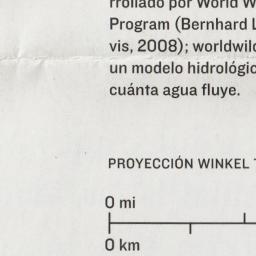 rrollado por World W
Program (Bernhard L
vis, 2008); worldwild
un modelo hidrológic
cuánta agua fluye.
PROYECCIÓN WINKEL
0 mi
0 km